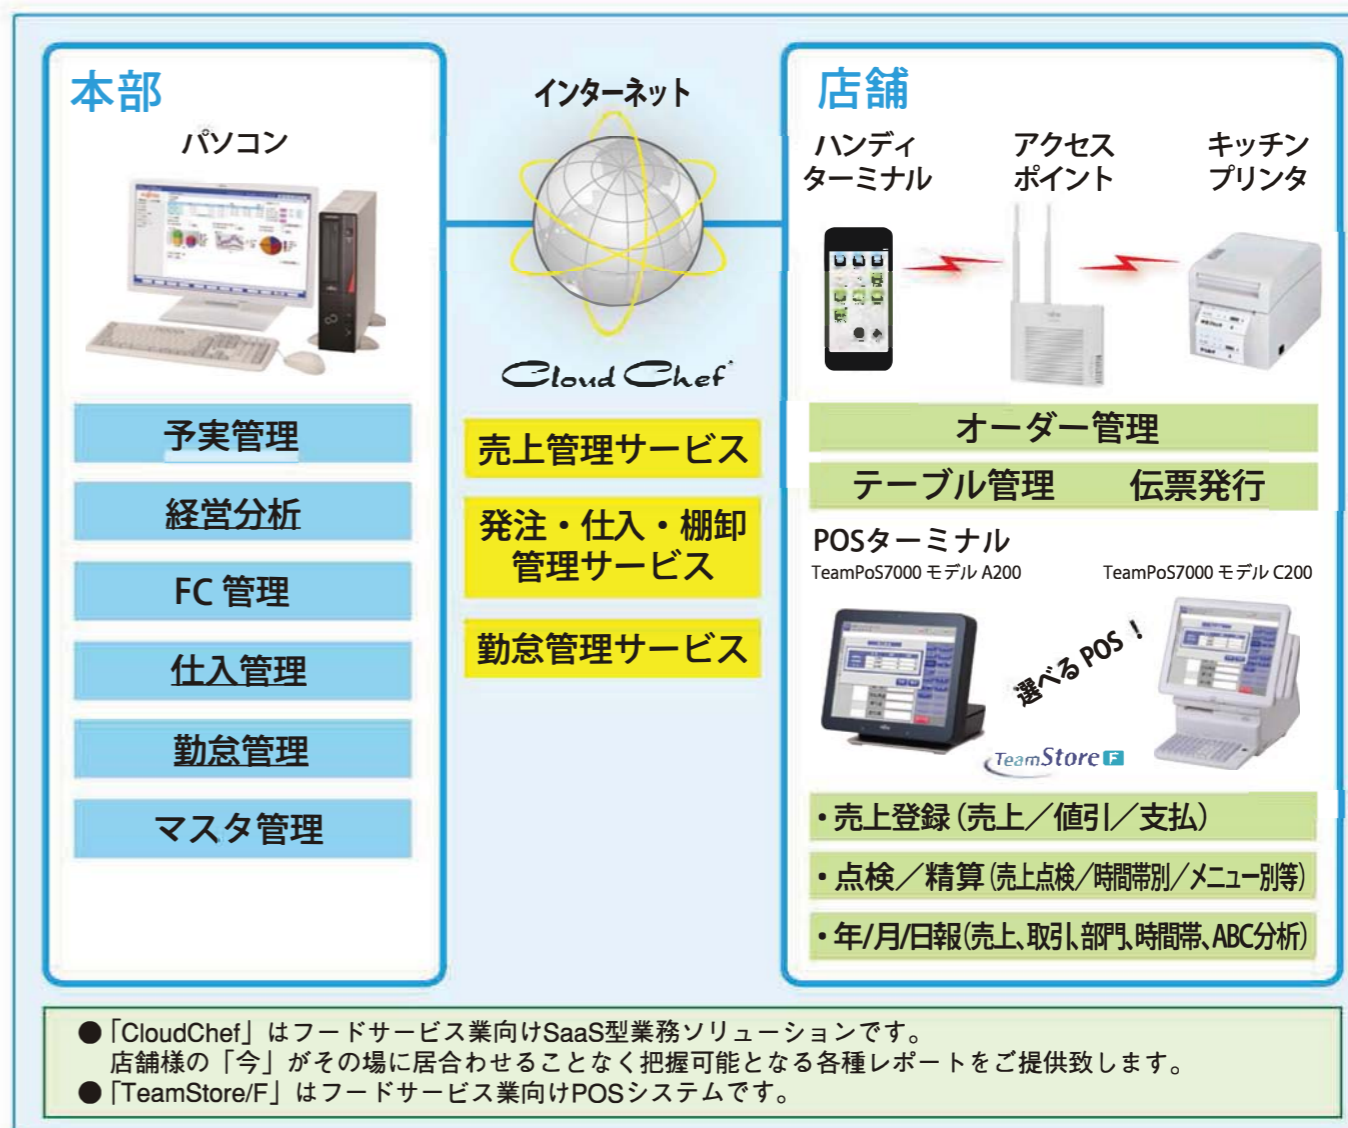 本部
パソコン
予実管理
経営分析
FC 管理
仕入管理
勤怠管理
マスタ管理
インターネット
Cloud Chef
売上管理サービス
発注・仕入・棚卸
管理サービス
勤怠管理サービス
店舗
ハンディ
ターミナル
アクセス
ポイント
キッチン
プリンタ
オーダー管理
テーブル管理 伝票発行
POSターミナル
TeamPoS7000 モデル A200
TeamPoS7000 モデル C200
選べる POS！
TeamStore F
・売上登録（売上／値引／支払）
・点検／精算（売上点検／時間帯別／メニュー別等）
・年/月/日報（売上、取引、部門、時間帯、ABC分析）
●「CloudChef」はフードサービス業向けSaaS型業務ソリューションです。
店舗様の「今」がその場に居合わせることなく把握可能となる各種レポートをご提供致します。
●「TeamStore/F」はフードサービス業向けPOSシステムです。